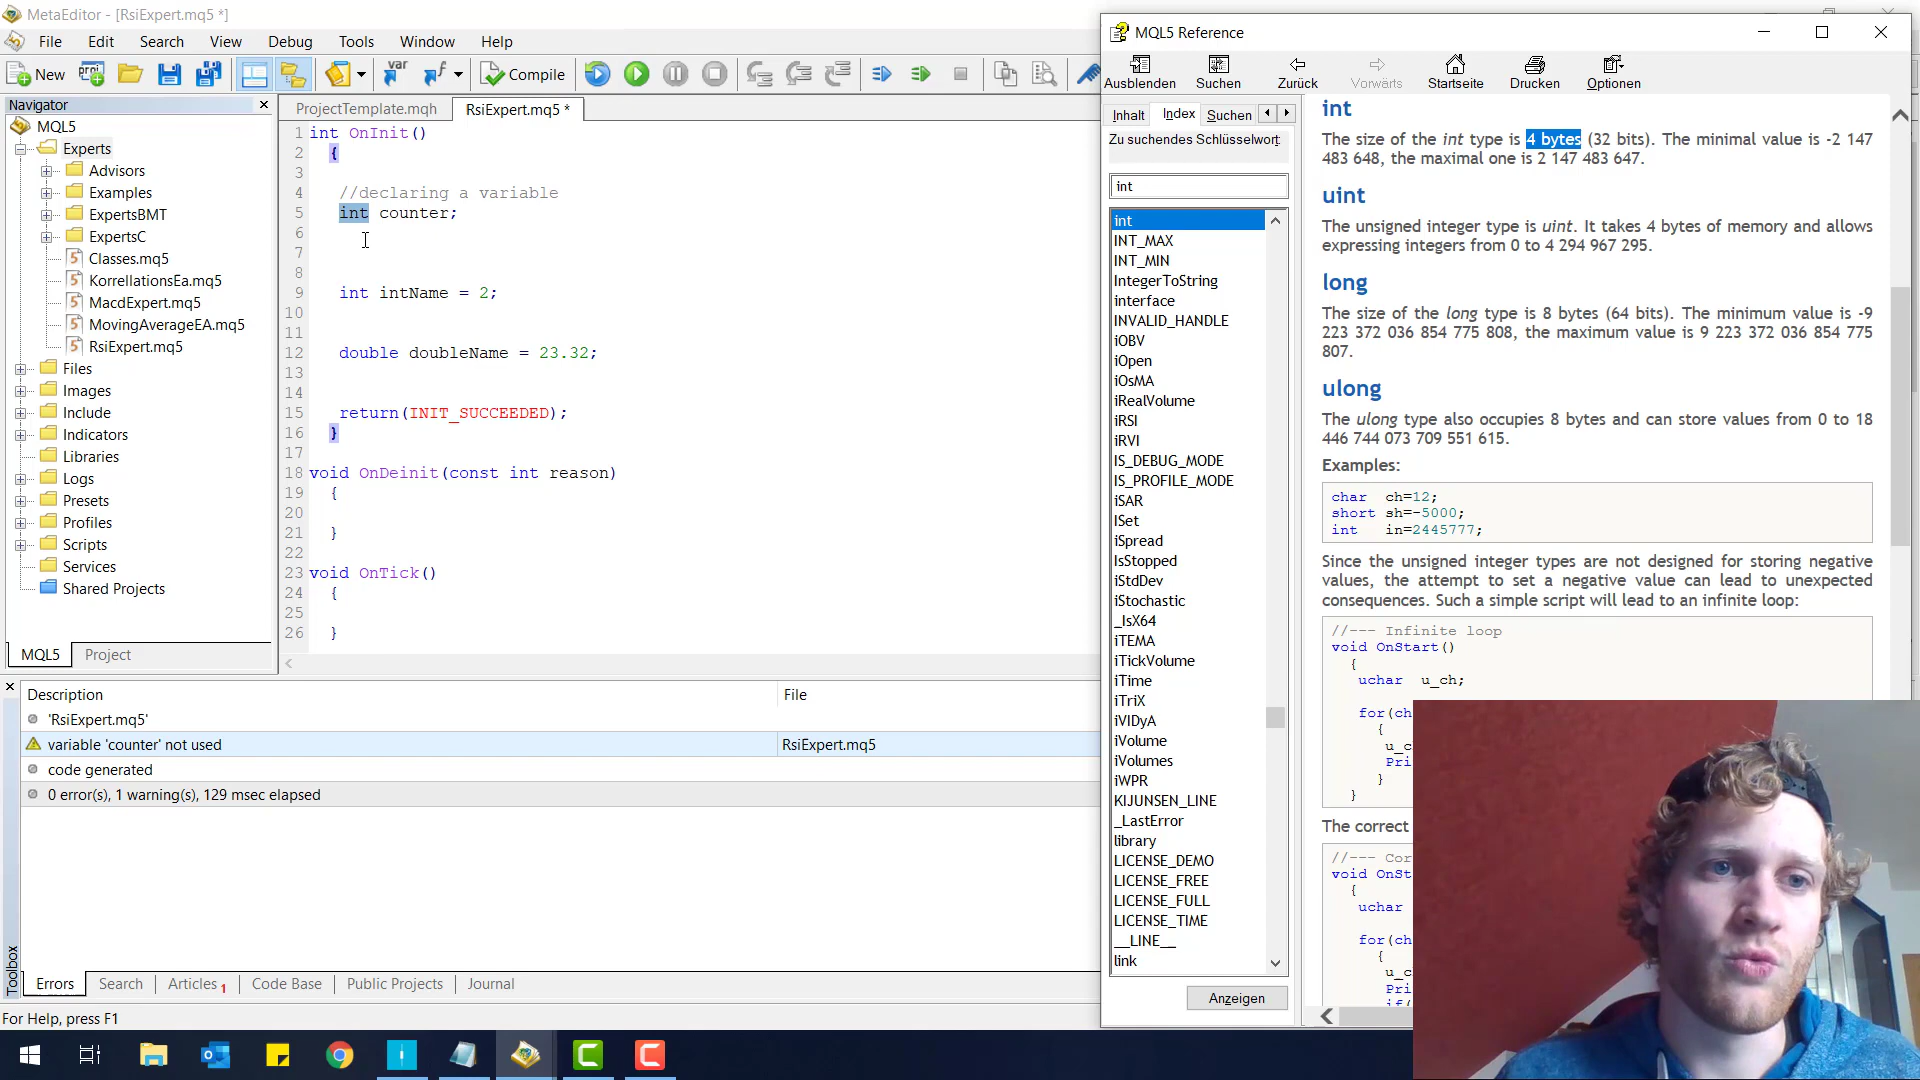 MetaEditor - [RsiExpert.mq5 *]
File Edit Search View Debug Tools Window Help
New var Compile
Navigator
MQL5
Experts
Advisors
Examples
ExpertsBMT
ExpertsC
Classes.mq5
KorrellationsEa.mq5
MacdExpert.mq5
MovingAverageEA.mq5
RsiExpert.mq5
Files
Images
Include
Indicators
Libraries
Logs
Presets
Profiles
Scripts
Services
Shared Projects
MQL5 Project
ProjectTemplate.mqh RsiExpert.mq5 *
1 int OnInit()
2 {
3
4 //declaring a variable
5 int counter;
6
7
8
9 int intName = 2;
10
11
12 double doubleName = 23.32;
13
14
15 return(INIT_SUCCEEDED);
16 }
17
18 void OnDeinit(const int reason)
19 {
20
21 }
22
23 void OnTick()
24 {
25
26 }
Description File
'RsiExpert.mq5'
variable 'counter' not used RsiExpert.mq5
code generated
0 error(s), 1 warning(s), 129 msec elapsed
Toolbox
Errors Search Articles 1 Code Base Public Projects Journal
For Help, press F1
MQL5 Reference
Ausblenden Suchen Zurück Vorwärts Startseite Drucken Optionen
Inhalt Index Suchen
Zu suchendes Schlüsselwort
int
int
INT_MAX
INT_MIN
IntegerToString
interface
INVALID_HANDLE
iOBV
iOpen
iOsMA
iRealVolume
iRSI
iRVI
IS_DEBUG_MODE
IS_PROFILE_MODE
iSAR
ISet
iSpread
IsStopped
iStdDev
iStochastic
_IsX64
iTEMA
iTickVolume
iTime
iTriX
iVIDyA
iVolume
iVolumes
iWPR
KIJUNSEN_LINE
_LastError
library
LICENSE_DEMO
LICENSE_FREE
LICENSE_FULL
LICENSE_TIME
__LINE__
link
Anzeigen
int
The size of the int type is 4 bytes (32 bits). The minimal value is -2 147
483 648, the maximal one is 2 147 483 647.
uint
The unsigned integer type is uint. It takes 4 bytes of memory and allows
expressing integers from 0 to 4 294 967 295.
long
The size of the long type is 8 bytes (64 bits). The minimum value is -9
223 372 036 854 775 808, the maximum value is 9 223 372 036 854 775
807.
ulong
The ulong type also occupies 8 bytes and can store values from 0 to 18
446 744 073 709 551 615.
Examples:
char ch=12;
short sh=-5000;
int in=2445777;
Since the unsigned integer types are not designed for storing negative
values, the attempt to set a negative value can lead to unexpected
consequences. Such a simple script will lead to an infinite loop:
//--- Infinite loop
void OnStart()
{
uchar u_ch;
for(ch
{
u_c
Pri
}
}
The correct
//--- Cor
void OnSt
{
uchar
for(ch
{
u_c
Pri
if(